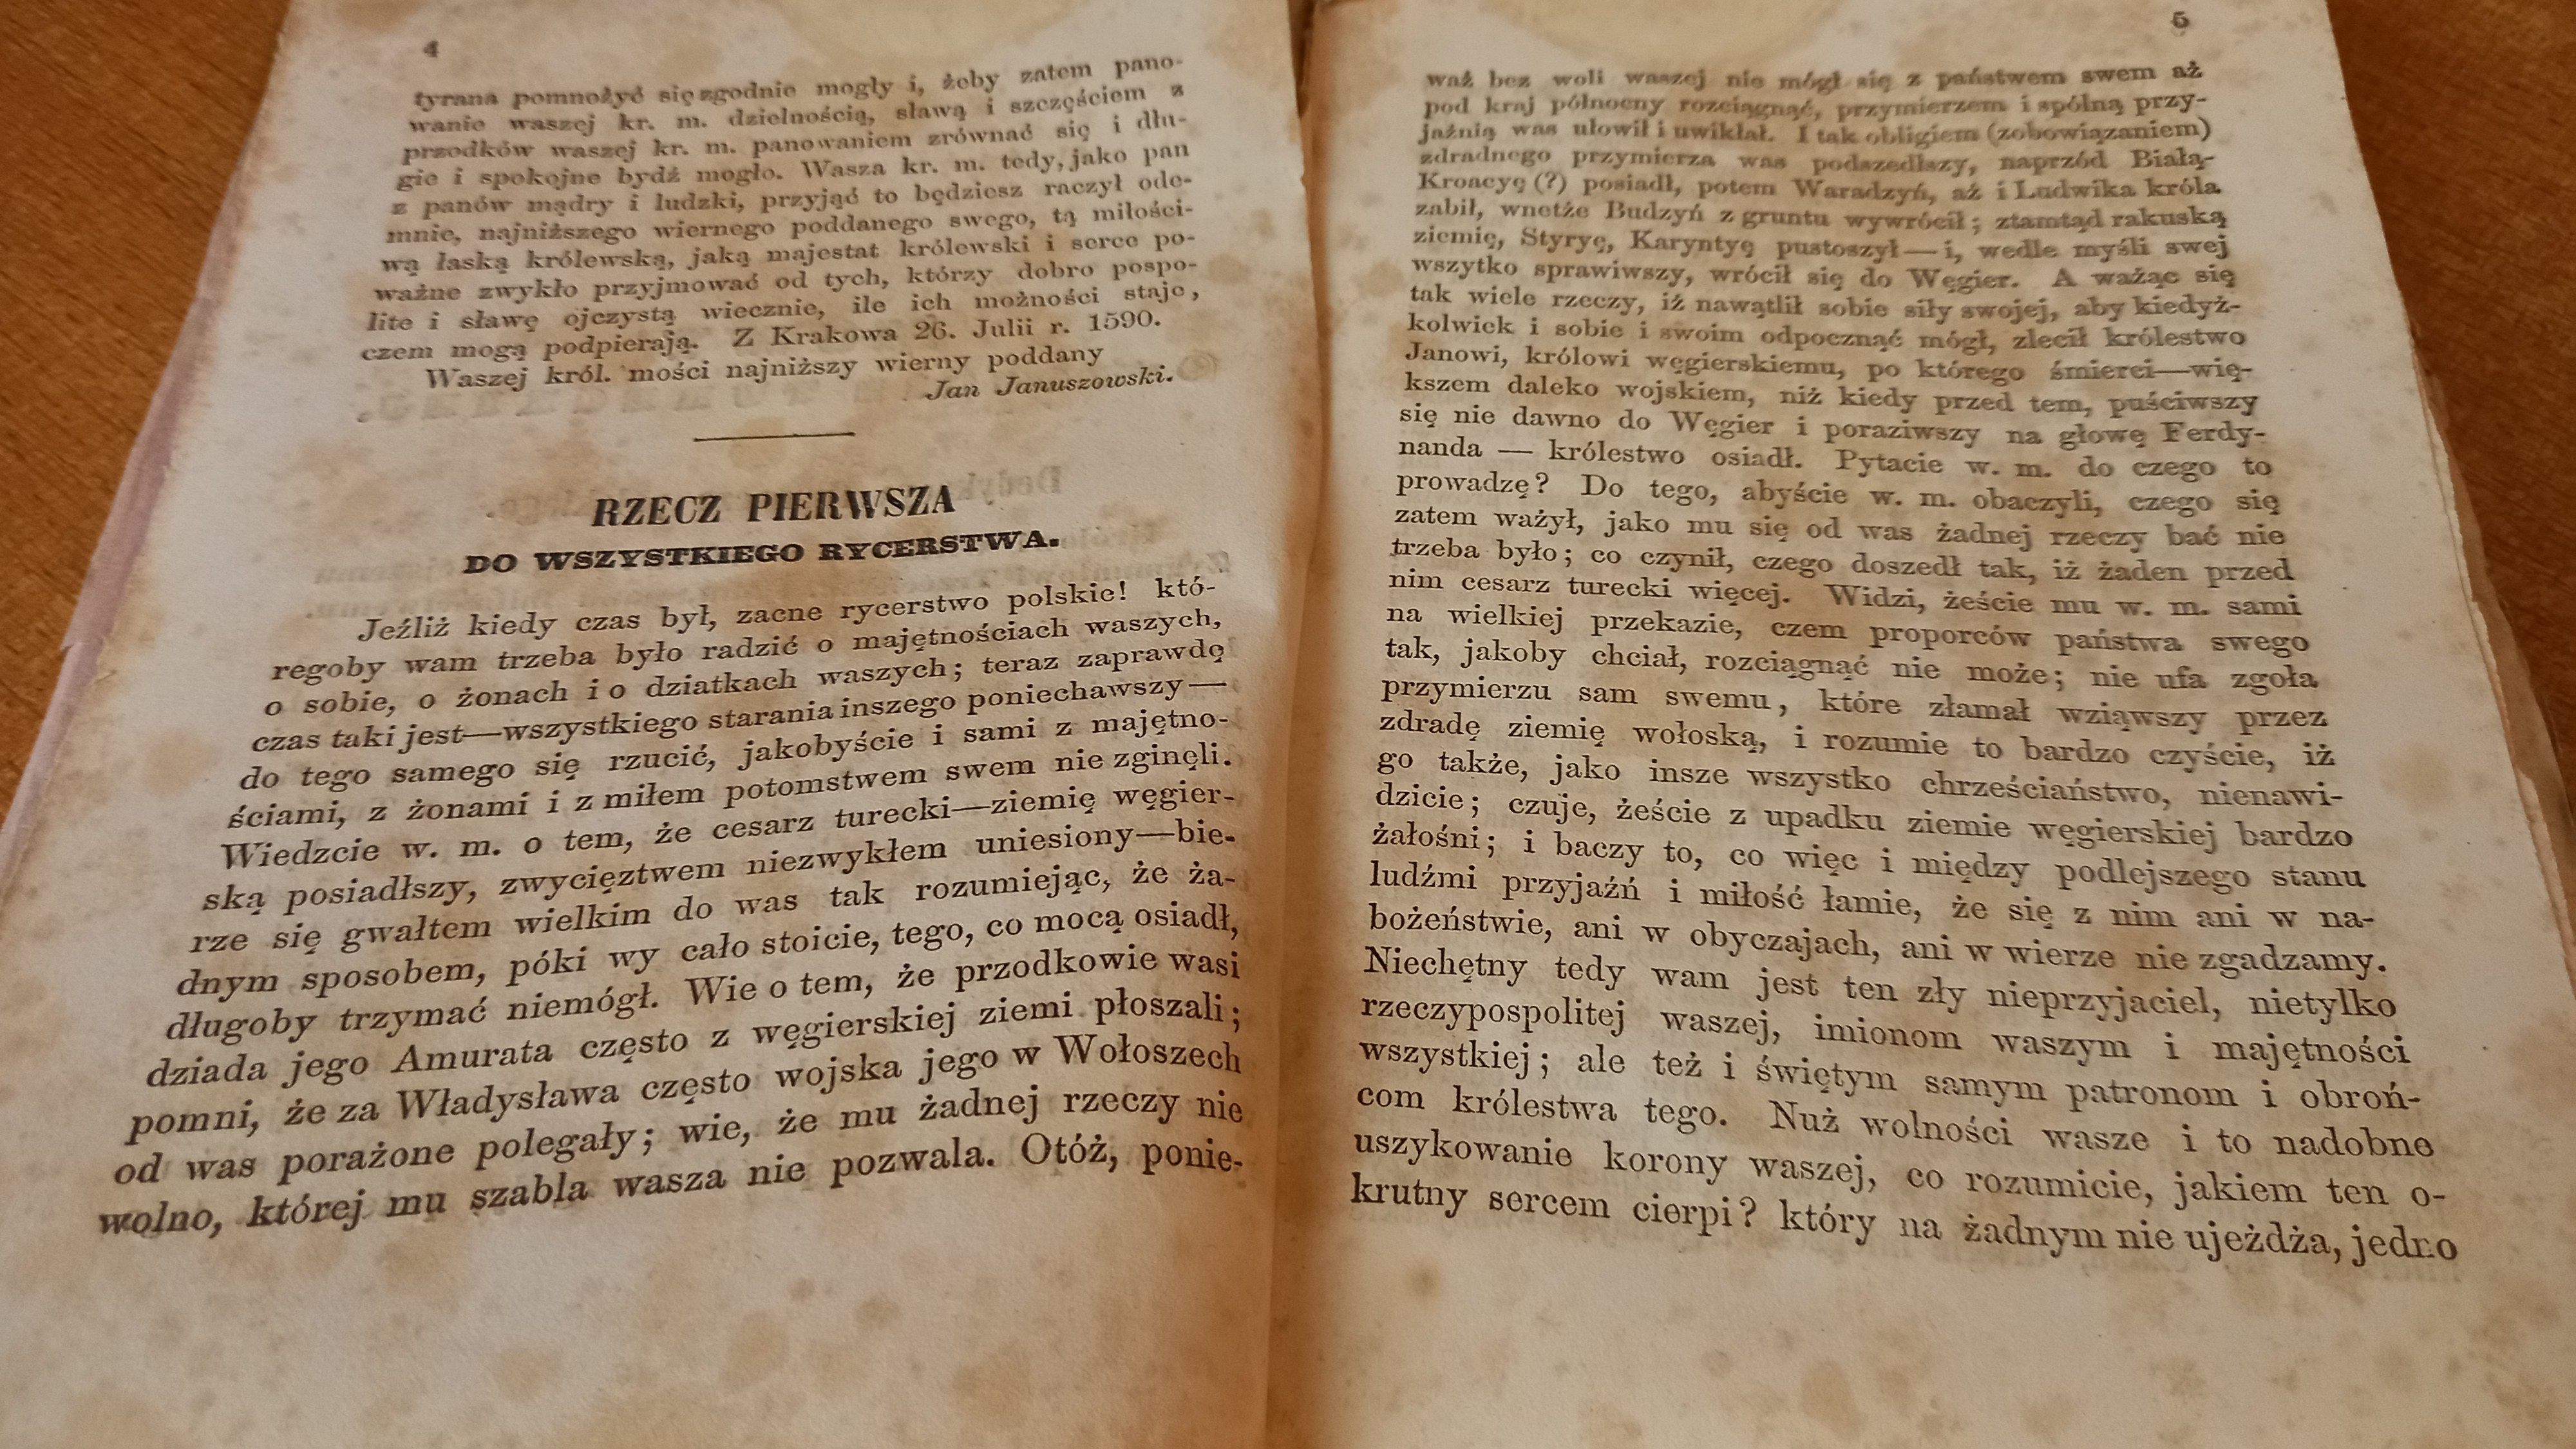 4
tyrana pomnożyć się zgodnie mogły i, żeby zatem pano-
wanie waszej kr. m. dzielnością, sławą i szczęściem z
przodków waszej kr. m. panowaniem zrównać się i dłu-
gie i spokojne bydź mogło. Wasza kr. m. tedy, jako pan
z panów mądry i ludzki, przyjąć to będziesz raczył ode-
mnie, najniższego wiernego poddanego swego, tą miłości-
wą łaską królewską, jaką majestat królewski i serce po-
ważne zwykło przyjmować od tych, którzy dobro pospo-
lite i sławę ojczystą wiecznie, ile ich możności staje,
czem mogą podpierają. Z Krakowa 26. Julii r. 1590.
Waszej król. mości najniższy wierny poddany
Jan Januszowski.
RZECZ PIERWSZA
DO WSZYSTKIEGO RYCERSTWA.
Jeźliż kiedy czas był, zacne rycerstwo polskie! któ-
regoby wam trzeba było radzić o majętnościach waszych,
o sobie, o żonach i o dziatkach waszych; teraz zaprawdę
czas taki jest—wszystkiego starania inszego poniechawszy—
do tego samego się rzucić, jakobyście i sami z majętno-
ściami, z żonami i z miłem potomstwem swem nie zginęli.
Wiedzcie w. m. o tem, że cesarz turecki—ziemię węgier-
ską posiadłszy, zwycięztwem niezwykłem uniesiony—bie-
rze się gwałtem wielkim do was tak rozumiejąc, że ża-
dnym sposobem, póki wy cało stoicie, tego, co mocą osiadł,
długoby trzymać niemógł. Wie o tem, że przodkowie wasi
dziada jego Amurata często z węgierskiej ziemi płoszali;
pomni, że za Władysława często wojska jego w Wołoszech
od was porażone polegały; wie, że mu żadnej rzeczy nie
wolno, której mu szabla wasza nie pozwala. Otóż, ponie-
5
waż bez woli waszej nie mógł się z państwem swem aż
pod kraj północny rozciągnąć, przymierzem i spólną przy-
jaźnią was ułowił i uwikłał. I tak obligiem (zobowiązaniem)
zdradnego przymierza was podszedłszy, naprzód Białą-
Kroacyę (?) posiadł, potem Waradzyń, aż i Ludwika króla
zabił, wnetże Budzyń z gruntu wywrócił; ztamtąd rakuską
ziemię, Styryę, Karyntyę pustoszył—i, wedle myśli swej
wszytko sprawiwszy, wrócił się do Węgier. A ważąc się
tak wiele rzeczy, iż nawątlił sobie siły swojej, aby kiedyż-
kolwiek i sobie i swoim odpocznąć mógł, zlecił królestwo
Janowi, królowi węgierskiemu, po którego śmierci—wię-
kszem daleko wojskiem, niż kiedy przed tem, puściwszy
się nie dawno do Węgier i poraziwszy na głowę Ferdy-
nanda — królestwo osiadł. Pytacie w. m. do czego to
prowadzę? Do tego, abyście w. m. obaczyli, czego się
zatem ważył, jako mu się od was żadnej rzeczy bać nie
trzeba było; co czynił, czego doszedł tak, iż żaden przed
nim cesarz turecki więcej. Widzi, żeście mu w. m. sami
na wielkiej przekazie, czem proporców państwa swego
tak, jakoby chciał, rozciągnąć nie może; nie ufa zgoła
przymierzu sam swemu, które złamał wziąwszy przez
zdradę ziemię wołoską, i rozumie to bardzo czyście, iż
go także, jako insze wszystko chrześciaństwo, nienawi-
dzicie; czuje, żeście z upadku ziemie węgierskiej bardzo
żałośni; i baczy to, co więc i między podlejszego stanu
ludźmi przyjaźń i miłość łamie, że się z nim ani w na-
bożeństwie, ani w obyczajach, ani w wierze nie zgadzamy.
Niechętny tedy wam jest ten zły nieprzyjaciel, nietylko
rzeczypospolitej waszej, imionom waszym i majętności
wszystkiej; ale też i świętym samym patronom i obroń-
com królestwa tego. Nuż wolności wasze i to nadobne
uszykowanie korony waszej, co rozumicie, jakiem ten o-
krutny sercem cierpi? który na żadnym nie ujeżdża, jedno